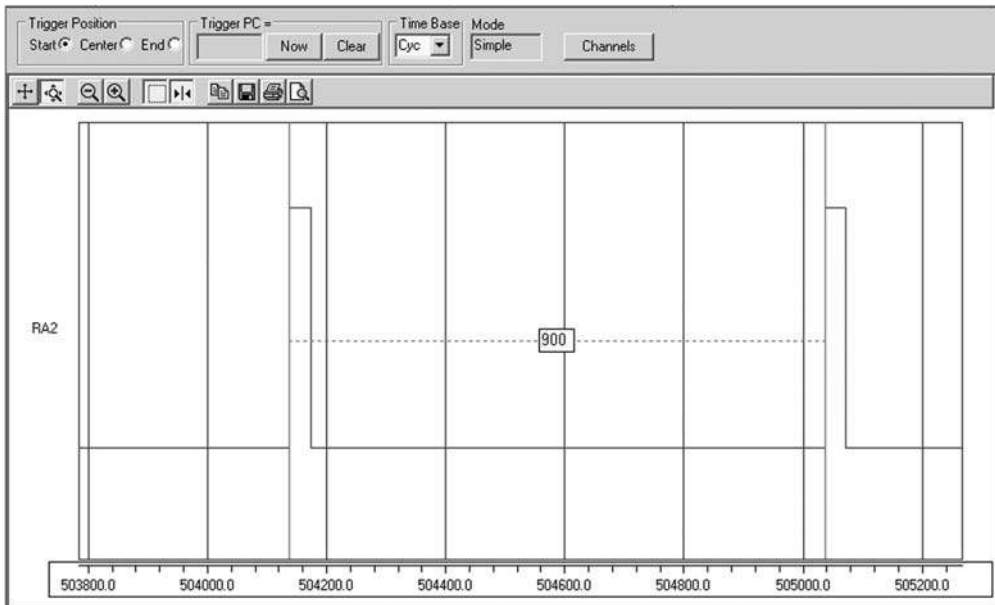 Trigger Position
Start Center End
Trigger PC =
Now Clear
Time Base
Cyc
Mode
Simple
Channels
RA2
900
503800.0 504000.0 504200.0 504400.0 504600.0 504800.0 505000.0 505200.0